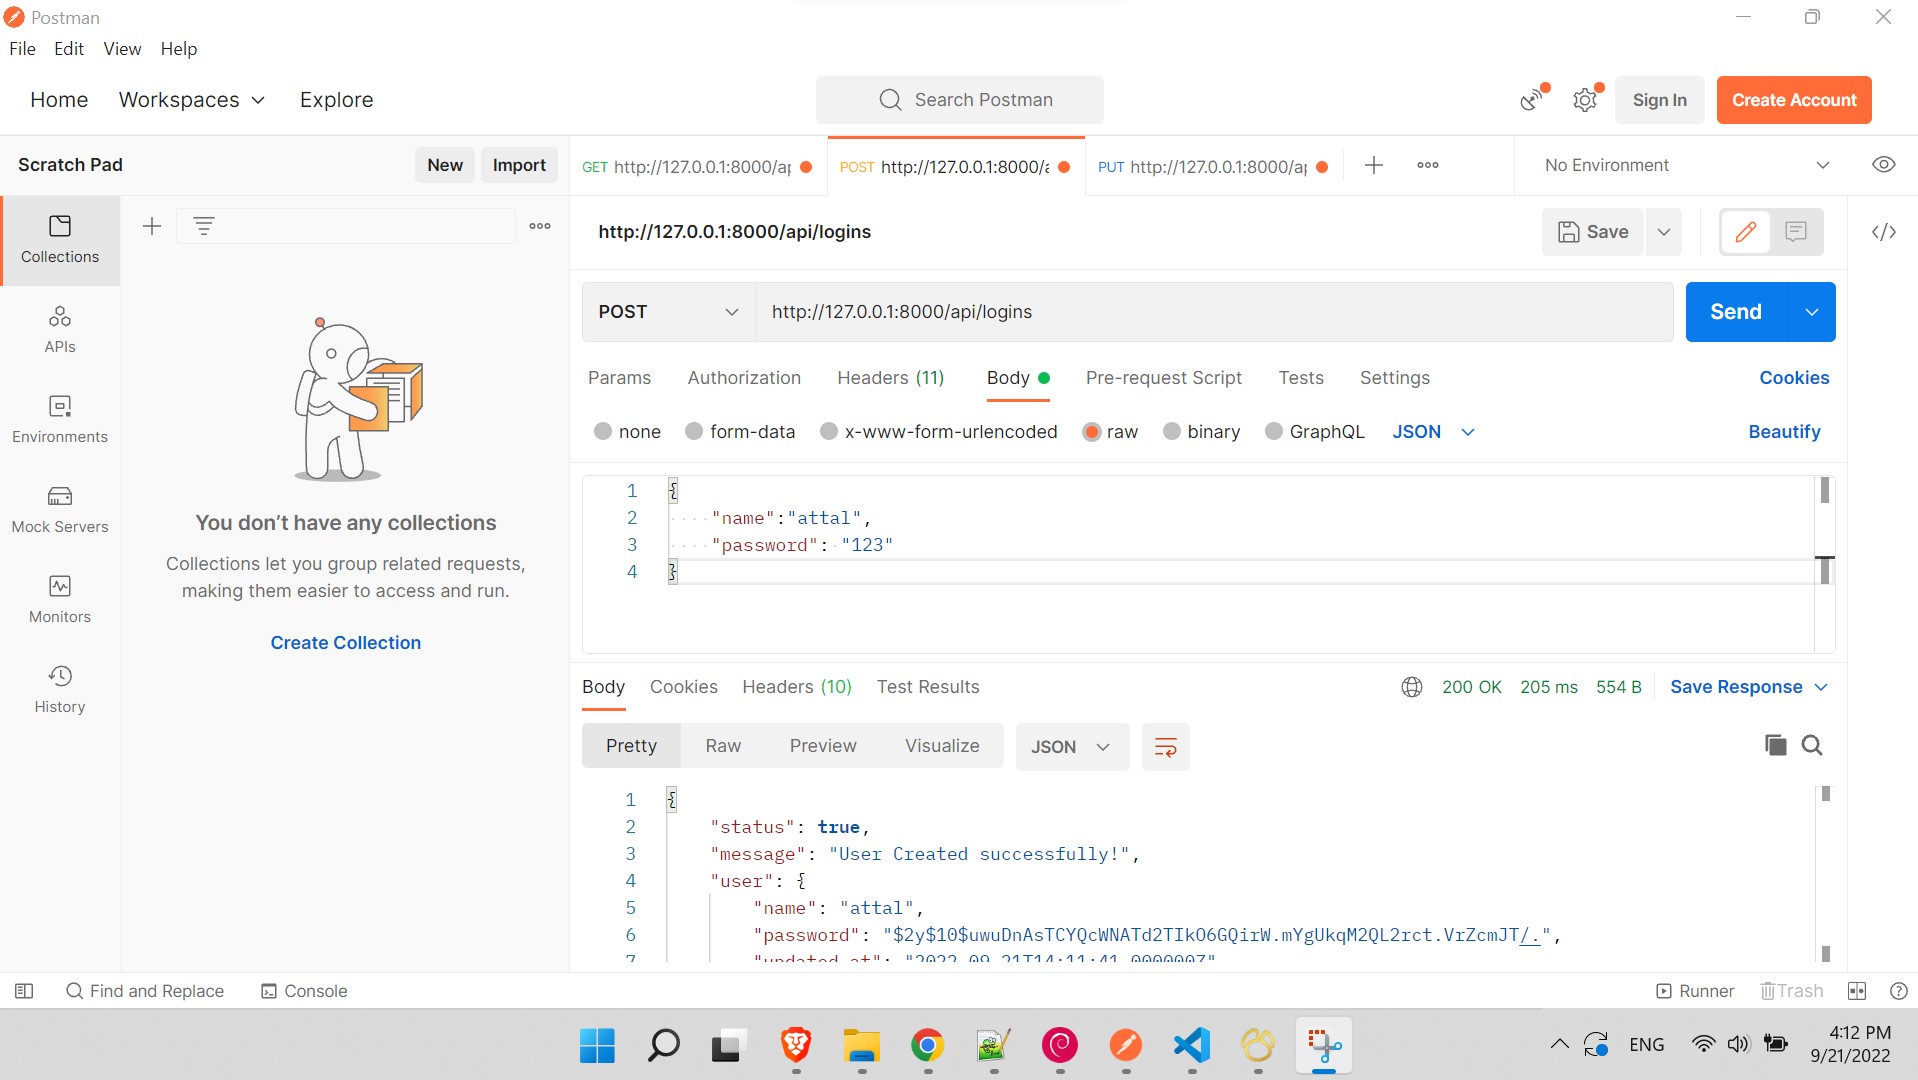 Postman
File Edit View Help
Home Workspaces Explore
Search Postman
Sign In
Create Account
Scratch Pad
New
Import
GET http://127.0.0.1:8000/ap
POST http://127.0.0.1:8000/a
PUT http://127.0.0.1:8000/ap
No Environment
Collections
APIs
Environments
Mock Servers
Monitors
History
You don't have any collections
Collections let you group related requests,
making them easier to access and run.
Create Collection
http://127.0.0.1:8000/api/logins
Save
POST
http://127.0.0.1:8000/api/logins
Send
Params Authorization Headers (11) Body Pre-request Script Tests Settings
Cookies
none form-data x-www-form-urlencoded raw binary GraphQL JSON
Beautify
1 {
2 "name":"attal",
3 "password": "123"
4 }
Body Cookies Headers (10) Test Results
200 OK 205 ms 554 B
Save Response
Pretty Raw Preview Visualize
JSON
1 {
2 "status": true,
3 "message": "User Created successfully!",
4 "user": {
5 "name": "attal",
6 "password": "$2y$10$uwuDnAsTCYQcWNATd2TIkO6GQirW.mYgUkqM2QL2rct.VrZcmJT/.",
7 "updated_at": "2022-09-21T14:11:41.000000Z"
Find and Replace
Console
Runner
Trash
ENG
4:12 PM
9/21/2022